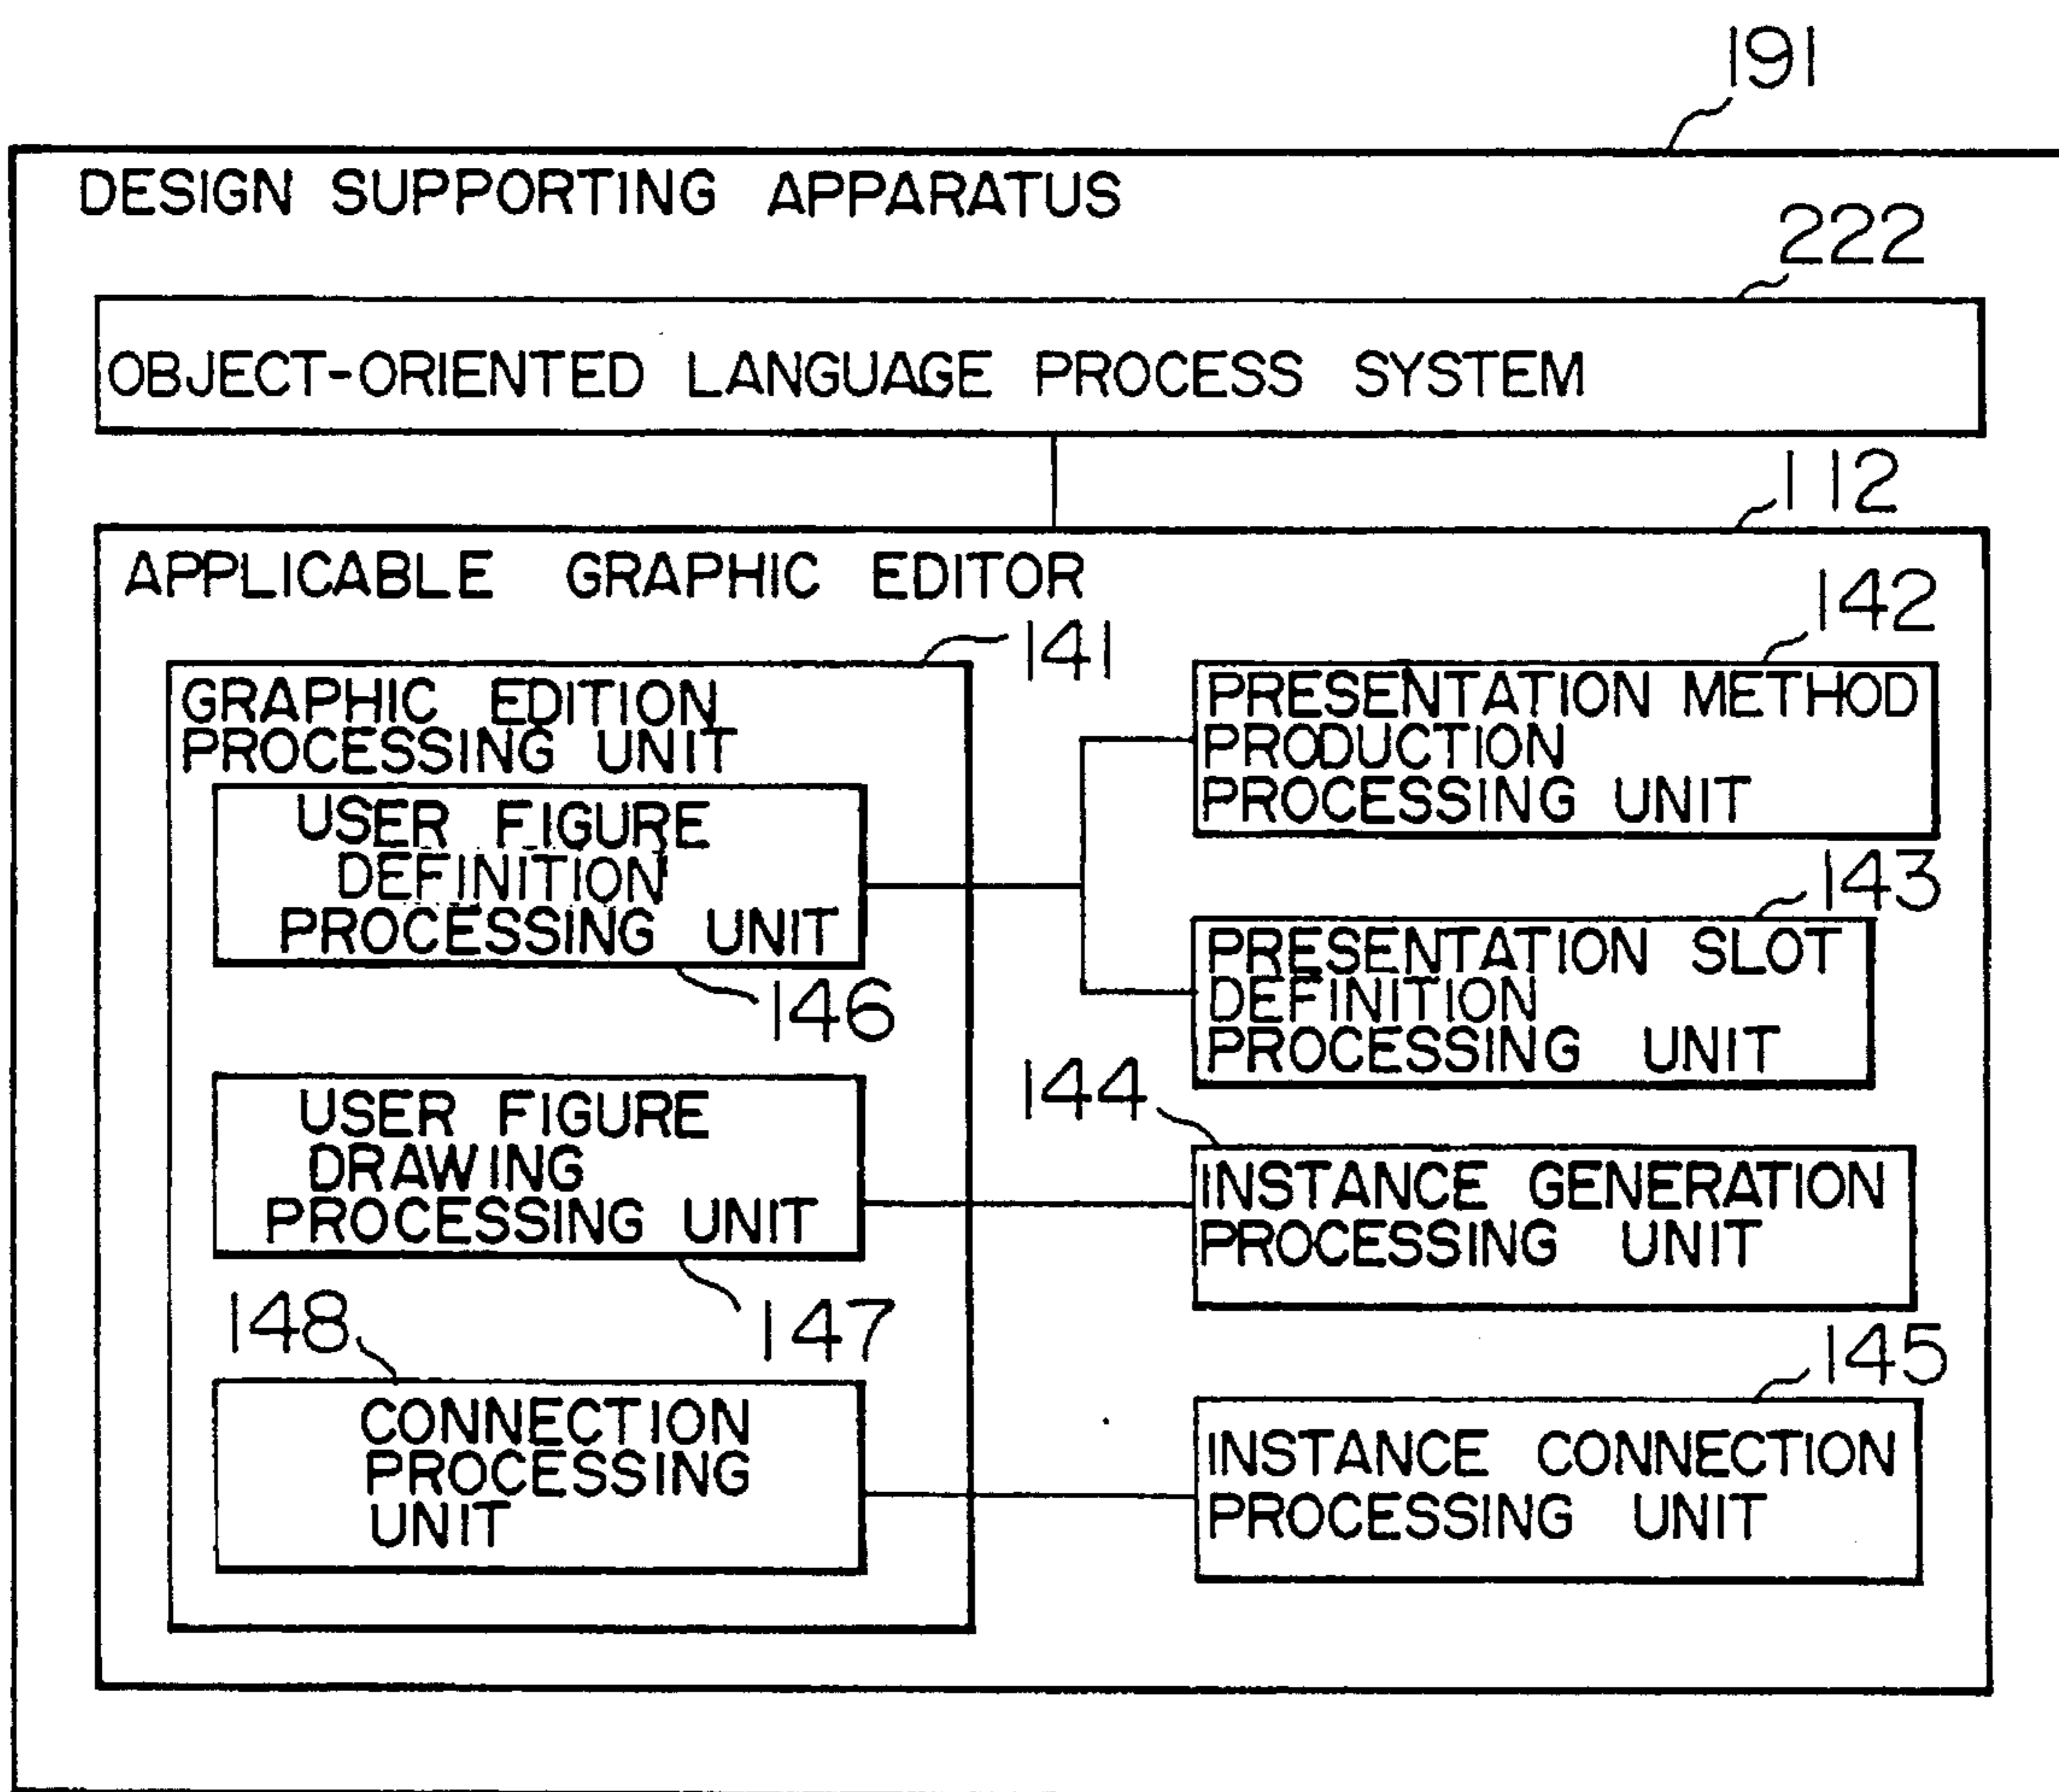 191
DESIGN SUPPORTING APPARATUS
222
OBJECT-ORIENTED LANGUAGE PROCESS SYSTEM
112
APPLICABLE GRAPHIC EDITOR
141
GRAPHIC EDITION
PROCESSING UNIT
USER FIGURE
DEFINITION
PROCESSING UNIT
146
USER FIGURE
DRAWING
PROCESSING UNIT
147
148
CONNECTION
PROCESSING
UNIT
142
PRESENTATION METHOD
PRODUCTION
PROCESSING UNIT
143
PRESENTATION SLOT
DEFINITION
PROCESSING UNIT
144
INSTANCE GENERATION
PROCESSING UNIT
145
INSTANCE CONNECTION
PROCESSING UNIT